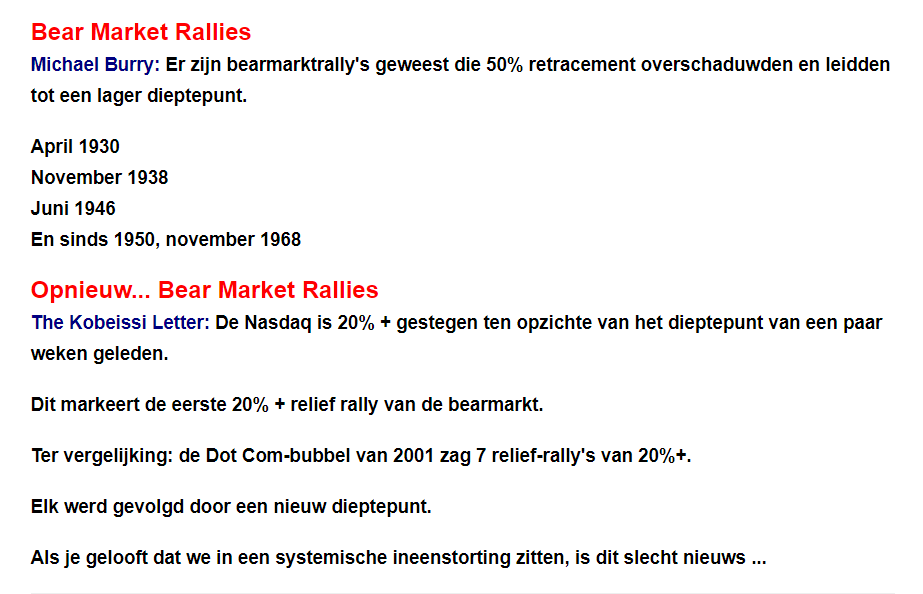 Bear Market Rallies
Michael Burry: Er zijn bearmarktrally's geweest die 50% retracement overschaduwden en leidden
tot een lager dieptepunt.
April 1930
November 1938
Juni 1946
En sinds 1950, november 1968
Opnieuw... Bear Market Rallies
The Kobeissi Letter: De Nasdaq is 20% + gestegen ten opzichte van het dieptepunt van een paar
weken geleden.
Dit markeert de eerste 20% + relief rally van de bearmarkt.
Ter vergelijking: de Dot Com-bubbel van 2001 zag 7 relief-rally's van 20%+.
Elk werd gevolgd door een nieuw dieptepunt.
Als je gelooft dat we in een systemische ineenstorting zitten, is dit slecht nieuws ...